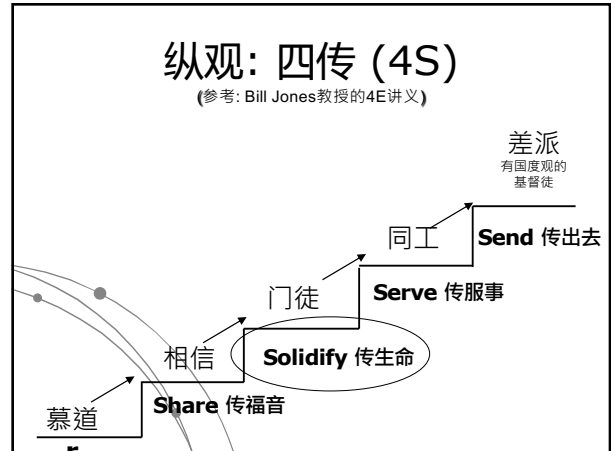 纵观: 四传 (4S)
(参考: Bill Jones教授的4E讲义)
差派
有国度观的
基督徒
同工
Send 传出去
门徒
Serve 传服事
相信
Solidify 传生命
Share 传福音
慕道